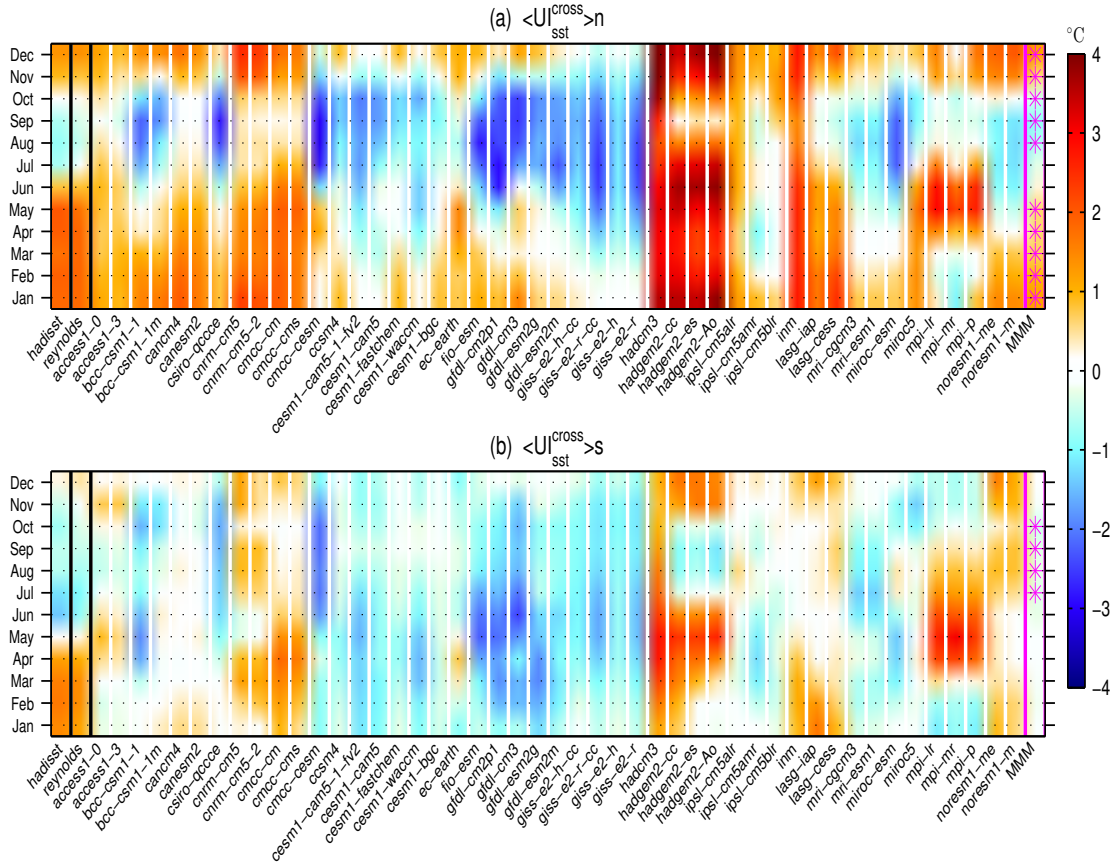 (a) <UI_sst^cross>n
°C
Dec
Nov
Oct
Sep
Aug
Jul
Jun
May
Apr
Mar
Feb
Jan
hadisst
reynolds
access1-0
access1-3
bcc-csm1-1
bcc-csm1-1m
cancm4
canesm2
csiro-qccce
cnrm-cm5
cnrm-cm5-2
cmcc-cm
cmcc-cms
cmcc-cesm
ccsm4
cesm1-cam5-1-fv2
cesm1-cam5
cesm1-fastchem
cesm1-waccm
cesm1-bgc
ec-earth
fio-esm
gfdl-cm2p1
gfdl-cm3
gfdl-esm2g
gfdl-esm2m
giss-e2-h-cc
giss-e2-r-cc
giss-e2-h
giss-e2-r
hadcm3
hadgem2-cc
hadgem2-es
hadgem2-Ao
ipsl-cm5alr
ipsl-cm5amr
ipsl-cm5blr
inm
lasg-iap
lasg-cess
mri-cgcm3
mri-esm1
miroc-esm
miroc5
mpi-lr
mpi-mr
mpi-p
noresm1-me
noresm1-m
MMM
4
3
2
1
0
−1
−2
−3
−4
(b) <UI_sst^cross>s
Dec
Nov
Oct
Sep
Aug
Jul
Jun
May
Apr
Mar
Feb
Jan
hadisst
reynolds
access1-0
access1-3
bcc-csm1-1
bcc-csm1-1m
cancm4
canesm2
csiro-qccce
cnrm-cm5
cnrm-cm5-2
cmcc-cm
cmcc-cms
cmcc-cesm
ccsm4
cesm1-cam5-1-fv2
cesm1-cam5
cesm1-fastchem
cesm1-waccm
cesm1-bgc
ec-earth
fio-esm
gfdl-cm2p1
gfdl-cm3
gfdl-esm2g
gfdl-esm2m
giss-e2-h-cc
giss-e2-r-cc
giss-e2-h
giss-e2-r
hadcm3
hadgem2-cc
hadgem2-es
hadgem2-Ao
ipsl-cm5alr
ipsl-cm5amr
ipsl-cm5blr
inm
lasg-iap
lasg-cess
mri-cgcm3
mri-esm1
miroc-esm
miroc5
mpi-lr
mpi-mr
mpi-p
noresm1-me
noresm1-m
MMM